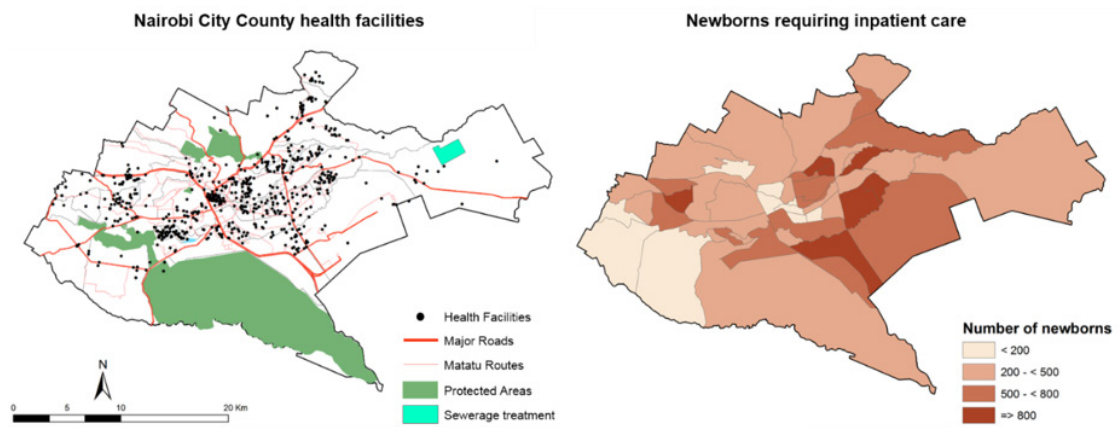 Nairobi City County health facilities
Newborns requiring inpatient care
Health Facilities
Major Roads
Matatu Routes
Protected Areas
Sewerage treatment
N
0 5 10 20 Km
Number of newborns
< 200
200 - < 500
500 - < 800
=> 800